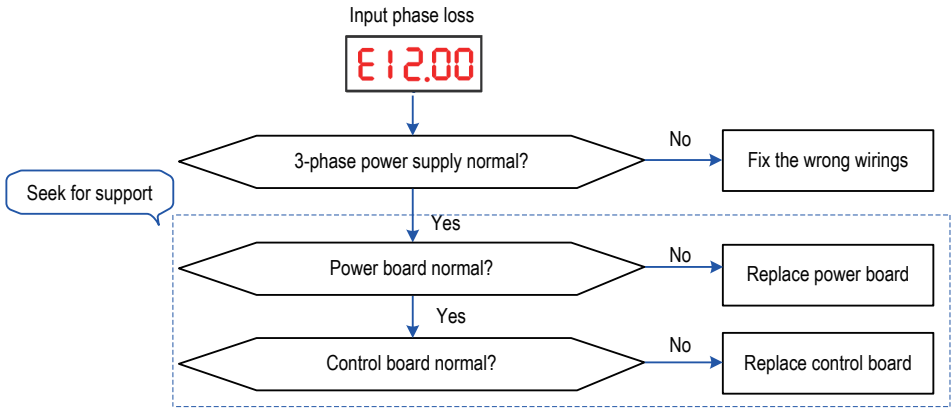 Input phase loss
E12.00
3-phase power supply normal?
No
Fix the wrong wirings
Seek for support
Yes
Power board normal?
No
Replace power board
Yes
Control board normal?
No
Replace control board